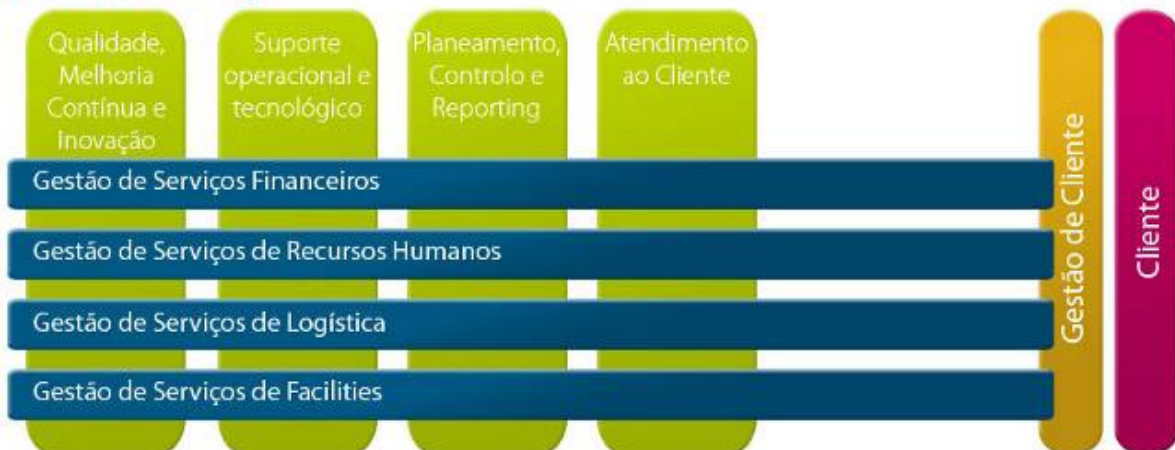 Qualidade,
Melhoria
Contínua e
Inovação
Suporte
operacional e
tecnológico
Planeamento,
Controlo e
Reporting
Atendimento
ao Cliente
Gestão de Serviços Financeiros
Gestão de Serviços de Recursos Humanos
Gestão de Serviços de Logística
Gestão de Serviços de Facilities
Gestão de Cliente
Cliente